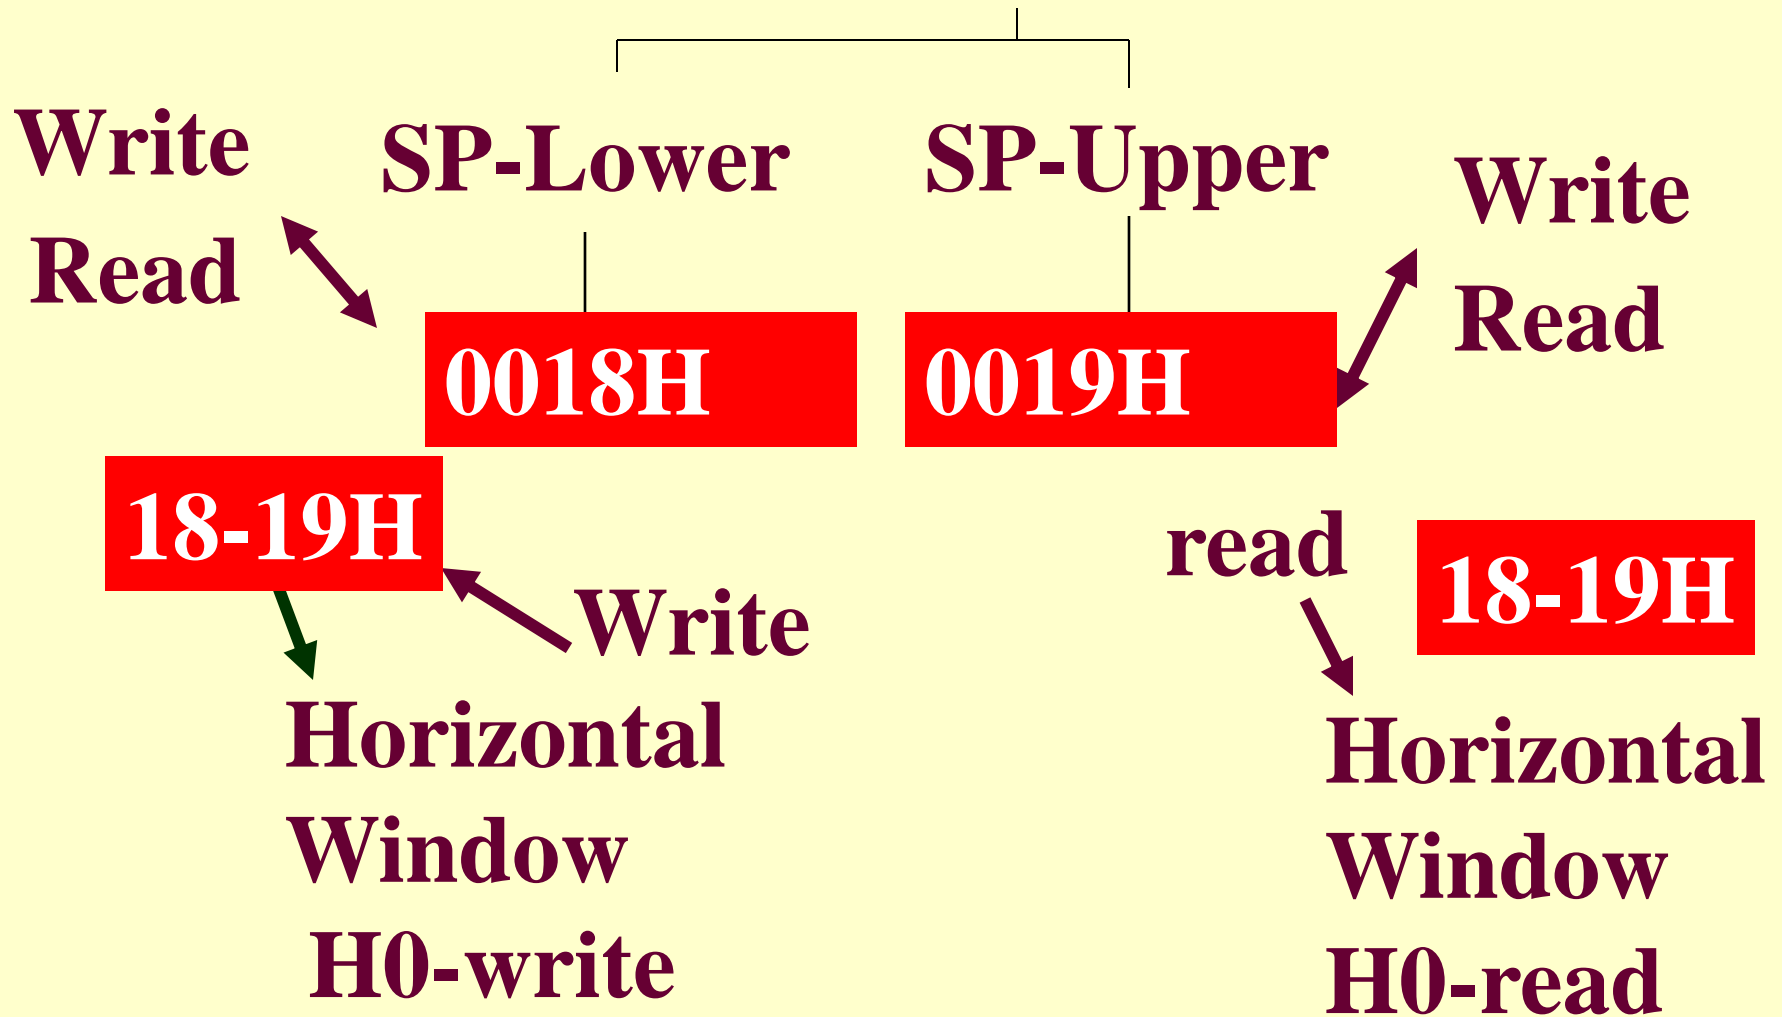 Write
Read
SP-Lower
SP-Upper
Write
Read
0018H
0019H
18-19H
Write
Horizontal
Window
H0-write
read
18-19H
Horizontal
Window
H0-read